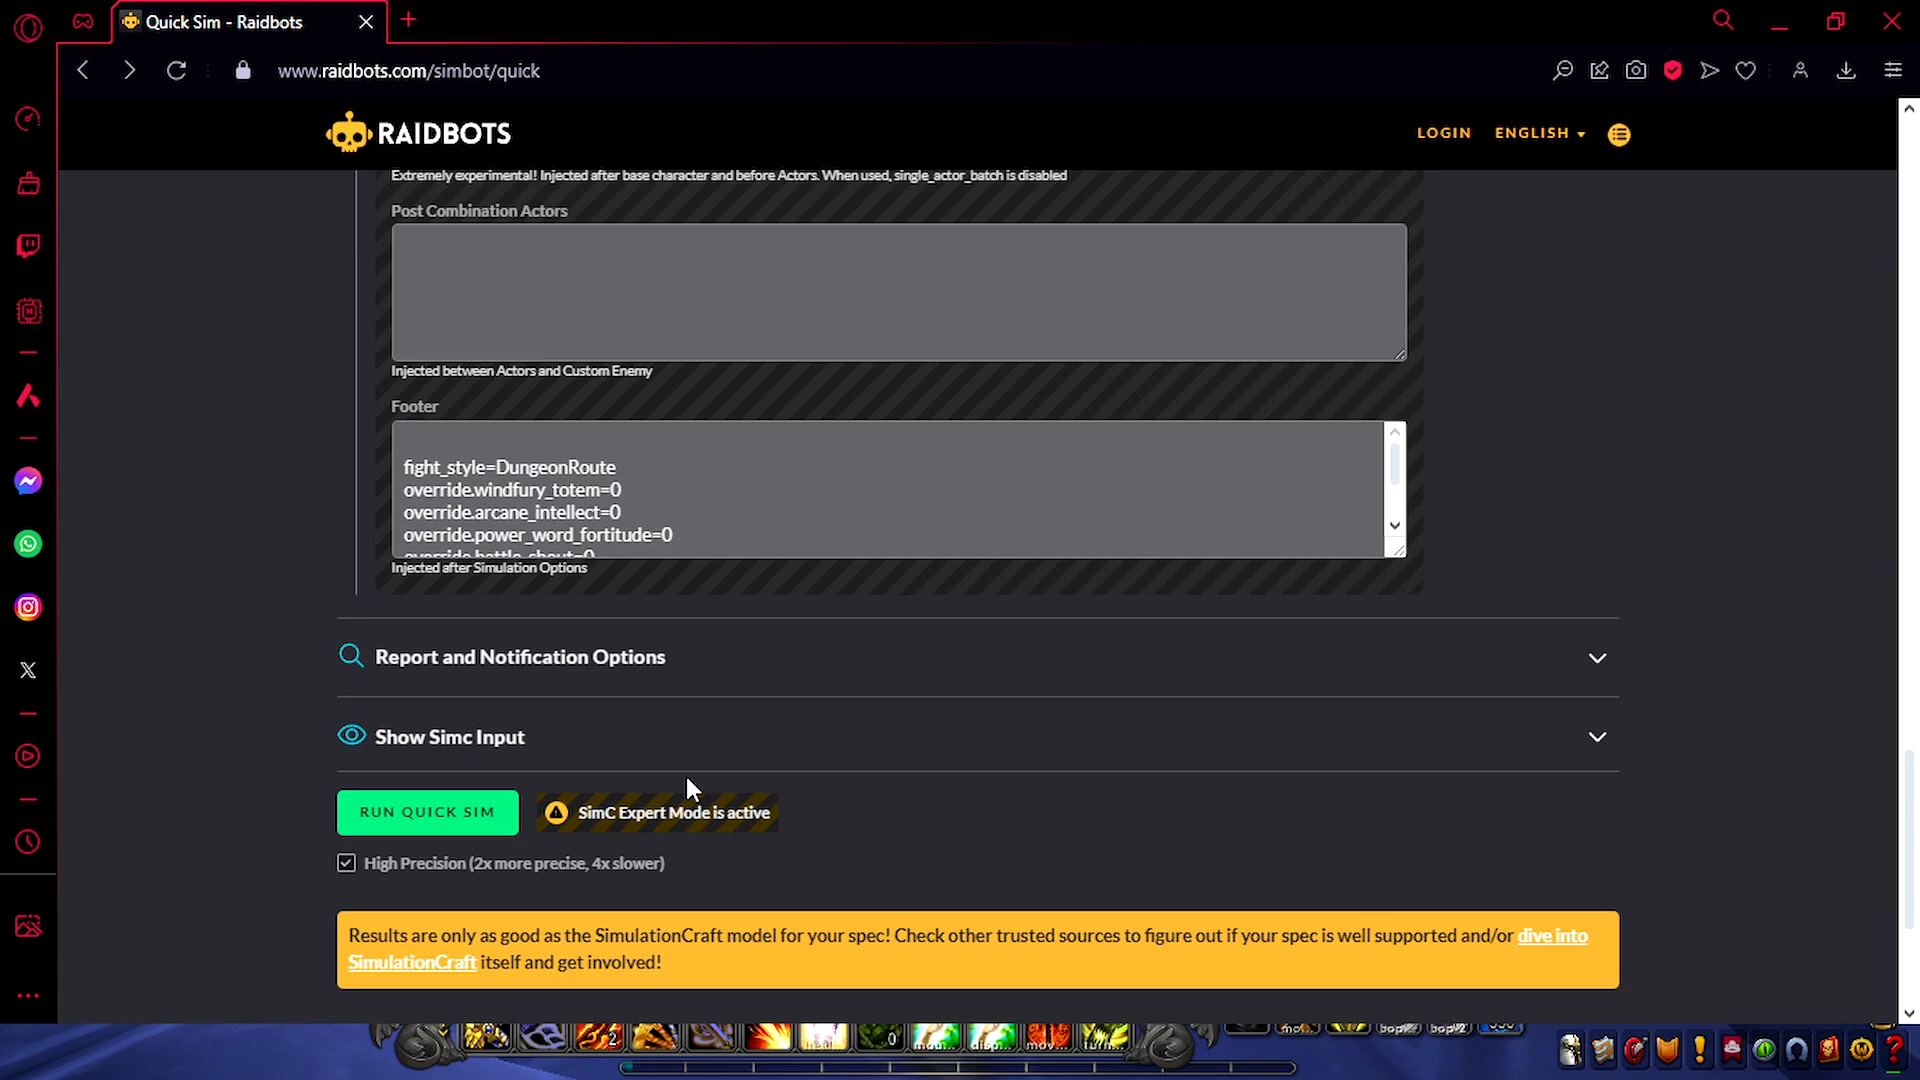 Quick Sim - Raidbots
www.raidbots.com/simbot/quick
RAIDBOTS
LOGIN
ENGLISH
Extremely experimental! Injected after base character and before Actors. When used, single_actor_batch is disabled
Post Combination Actors
Injected between Actors and Custom Enemy
Footer
fight_style=DungeonRoute
override.windfury_totem=0
override.arcane_intellect=0
override.power_word_fortitude=0
override.battle_shout=0
Injected after Simulation Options
Report and Notification Options
Show Simc Input
RUN QUICK SIM
SimC Expert Mode is active
High Precision (2x more precise, 4x slower)
Results are only as good as the SimulationCraft model for your spec! Check other trusted sources to figure out if your spec is well supported and/or dive into
SimulationCraft itself and get involved!
2
0